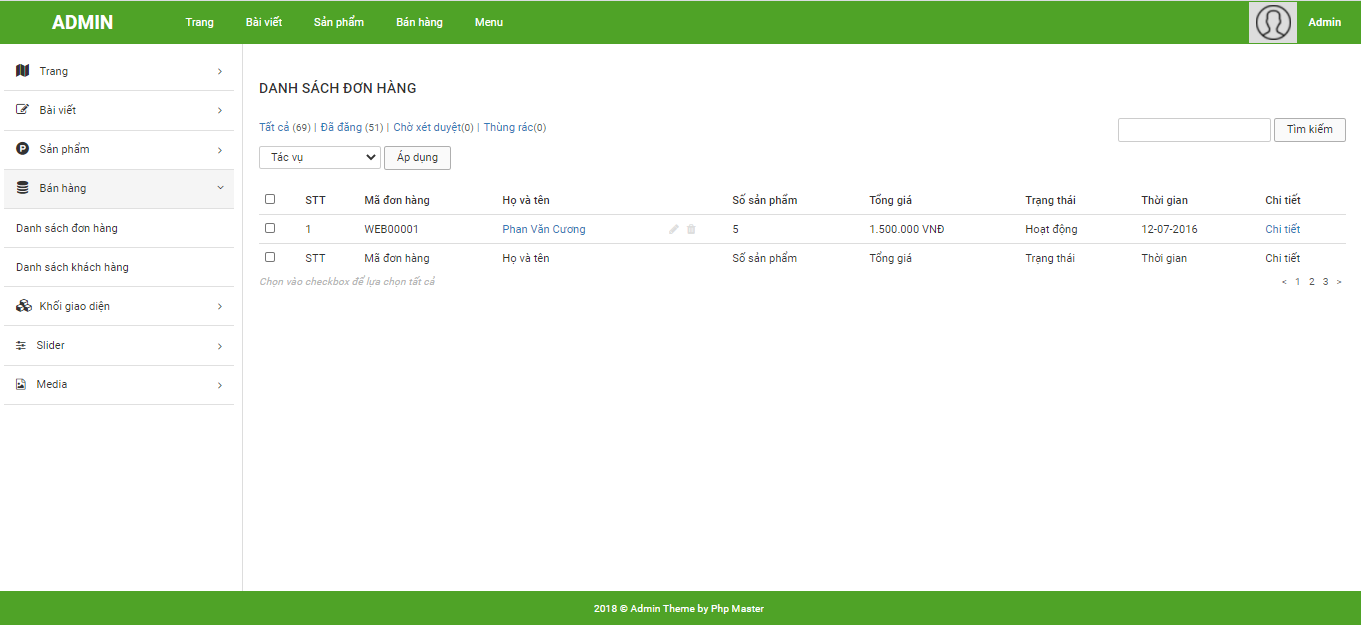 ADMIN Trang Bài viết Sản phẩm Bán hàng Menu Admin
Trang
Bài viết
Sản phẩm
Bán hàng
Danh sách đơn hàng
Danh sách khách hàng
Khối giao diện
Slider
Media
DANH SÁCH ĐƠN HÀNG
Tất cả (69) | Đã đăng (51) | Chờ xét duyệt(0) | Thùng rác(0)
Tìm kiếm
Tác vụ Áp dụng
STT Mã đơn hàng Họ và tên Số sản phẩm Tổng giá Trạng thái Thời gian Chi tiết
1 WEB00001 Phan Văn Cương 5 1.500.000 VNĐ Hoạt động 12-07-2016 Chi tiết
STT Mã đơn hàng Họ và tên Số sản phẩm Tổng giá Trạng thái Thời gian Chi tiết
Chọn vào checkbox để lựa chọn tất cả
< 1 2 3 >
2018 © Admin Theme by Php Master